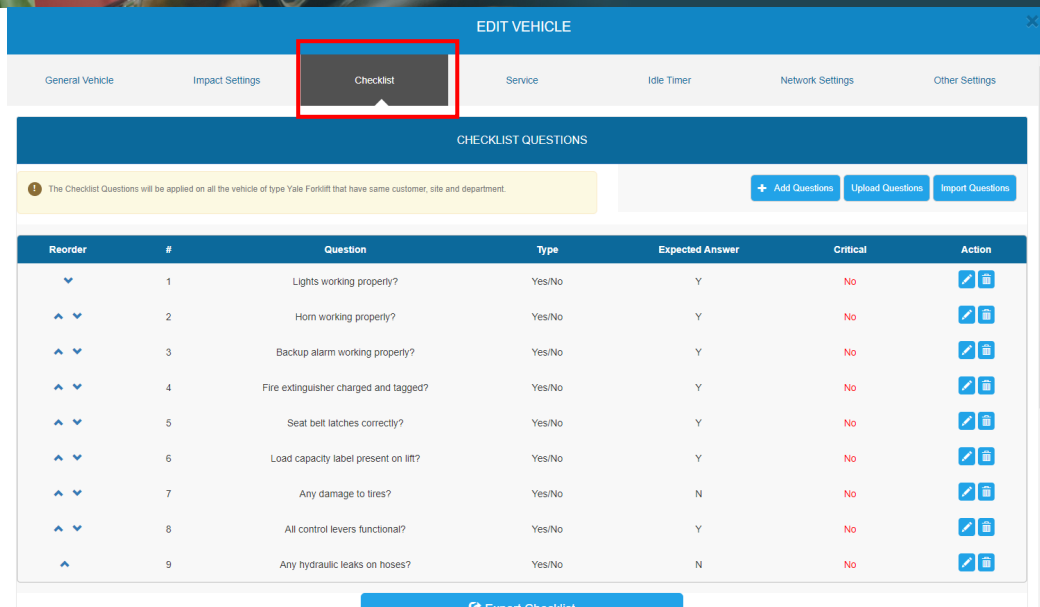 EDIT VEHICLE
General Vehicle Impact Settings Checklist Service Idle Timer Network Settings Other Settings
CHECKLIST QUESTIONS
The Checklist Questions will be applied on all the vehicle of type Yale Forklift that have same customer, site and department.
+ Add Questions Upload Questions Import Questions
Reorder # Question Type Expected Answer Critical Action
1 Lights working properly? Yes/No Y No
2 Horn working properly? Yes/No Y No
3 Backup alarm working properly? Yes/No Y No
4 Fire extinguisher charged and tagged? Yes/No Y No
5 Seat belt latches correctly? Yes/No Y No
6 Load capacity label present on lift? Yes/No Y No
7 Any damage to tires? Yes/No N No
8 All control levers functional? Yes/No Y No
9 Any hydraulic leaks on hoses? Yes/No N No
Export Checklist